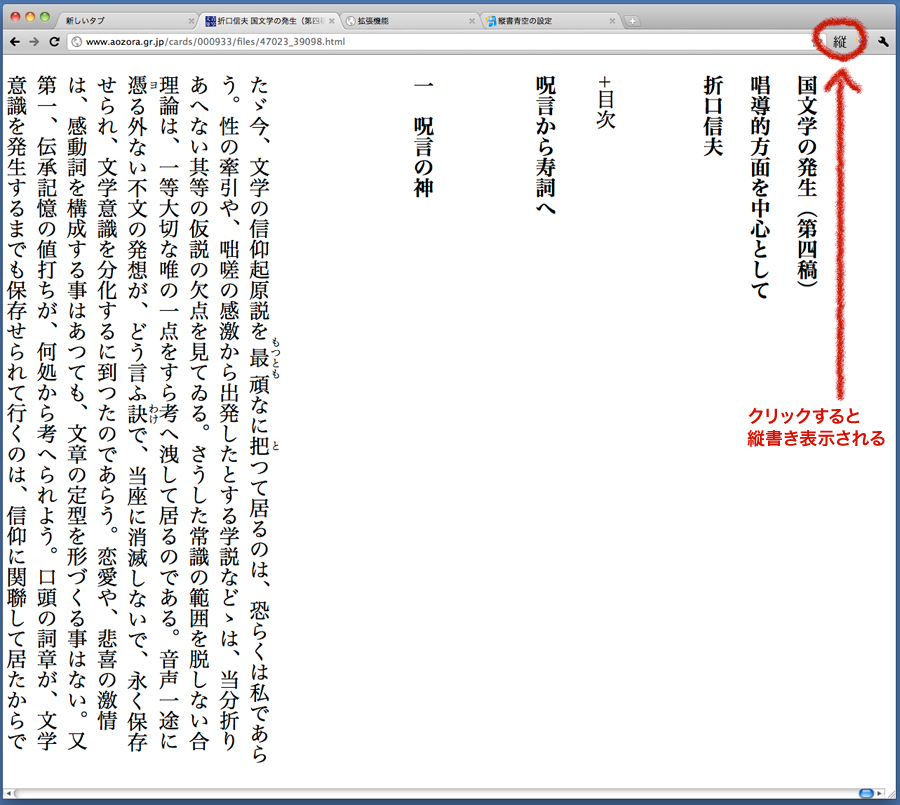 新しいタブ
折口信夫 国文学の発生（第四稿
拡張機能
縦書青空の設定
www.aozora.gr.jp/cards/000933/files/47023_39098.html
縦
クリックすると
縦書き表示される
国文学の発生（第四稿）
唱導的方面を中心として
折口信夫
+目次
呪言から寿詞へ
一　呪言の神
たゞ今、文学の信仰起原説を最頑なに把つて居るのは、恐らくは私であら
もつとも
と
う。性の牽引や、咄嗟の感激から出発したとする学説などゝは、当分折り
あへない其等の仮説の欠点を見てゐる。さうした常識の範囲を脱しない合
理論は、一等大切な唯の一点をすら考へ洩して居るのである。音声一途に
憑る外ない不文の発想が、どう言ふ訣で、当座に消滅しないで、永く保存
ヨ
わけ
せられ、文学意識を分化するに到つたのであらう。恋愛や、悲喜の激情
は、感動詞を構成する事はあつても、文章の定型を形づくる事はない。又
第一、伝承記憶の値打ちが、何処から考へられよう。口頭の詞章が、文学
意識を発生するまでも保存せられて行くのは、信仰に関聯して居たからで